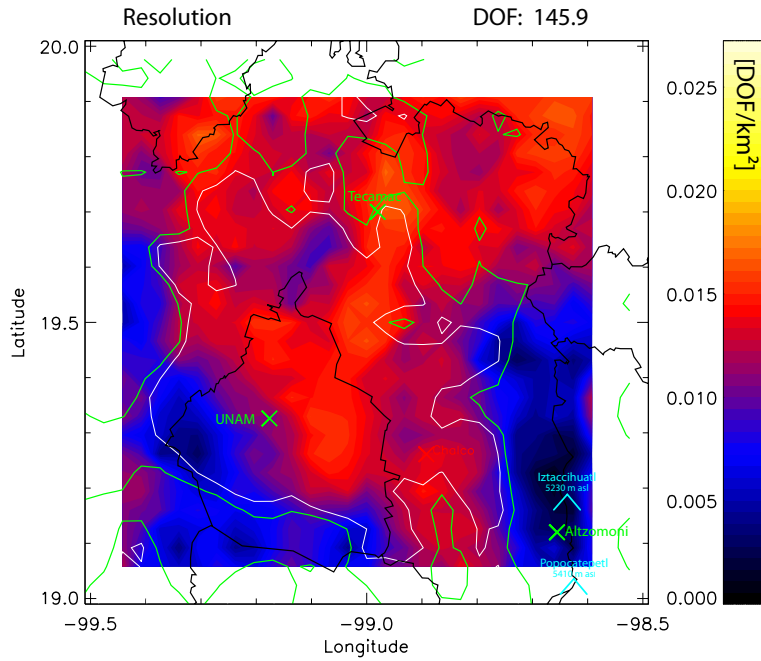 Resolution DOF: 145.9
20.0
0.025
[DOF/km²]
0.020
Tecamac
0.015
Latitude
19.5
0.010
UNAM
Iztaccihuatl
5230 m asl
0.005
Altzomoni
Popocatepetl
5410 m asl
19.0
0.000
−99.5 −99.0 −98.5
Longitude